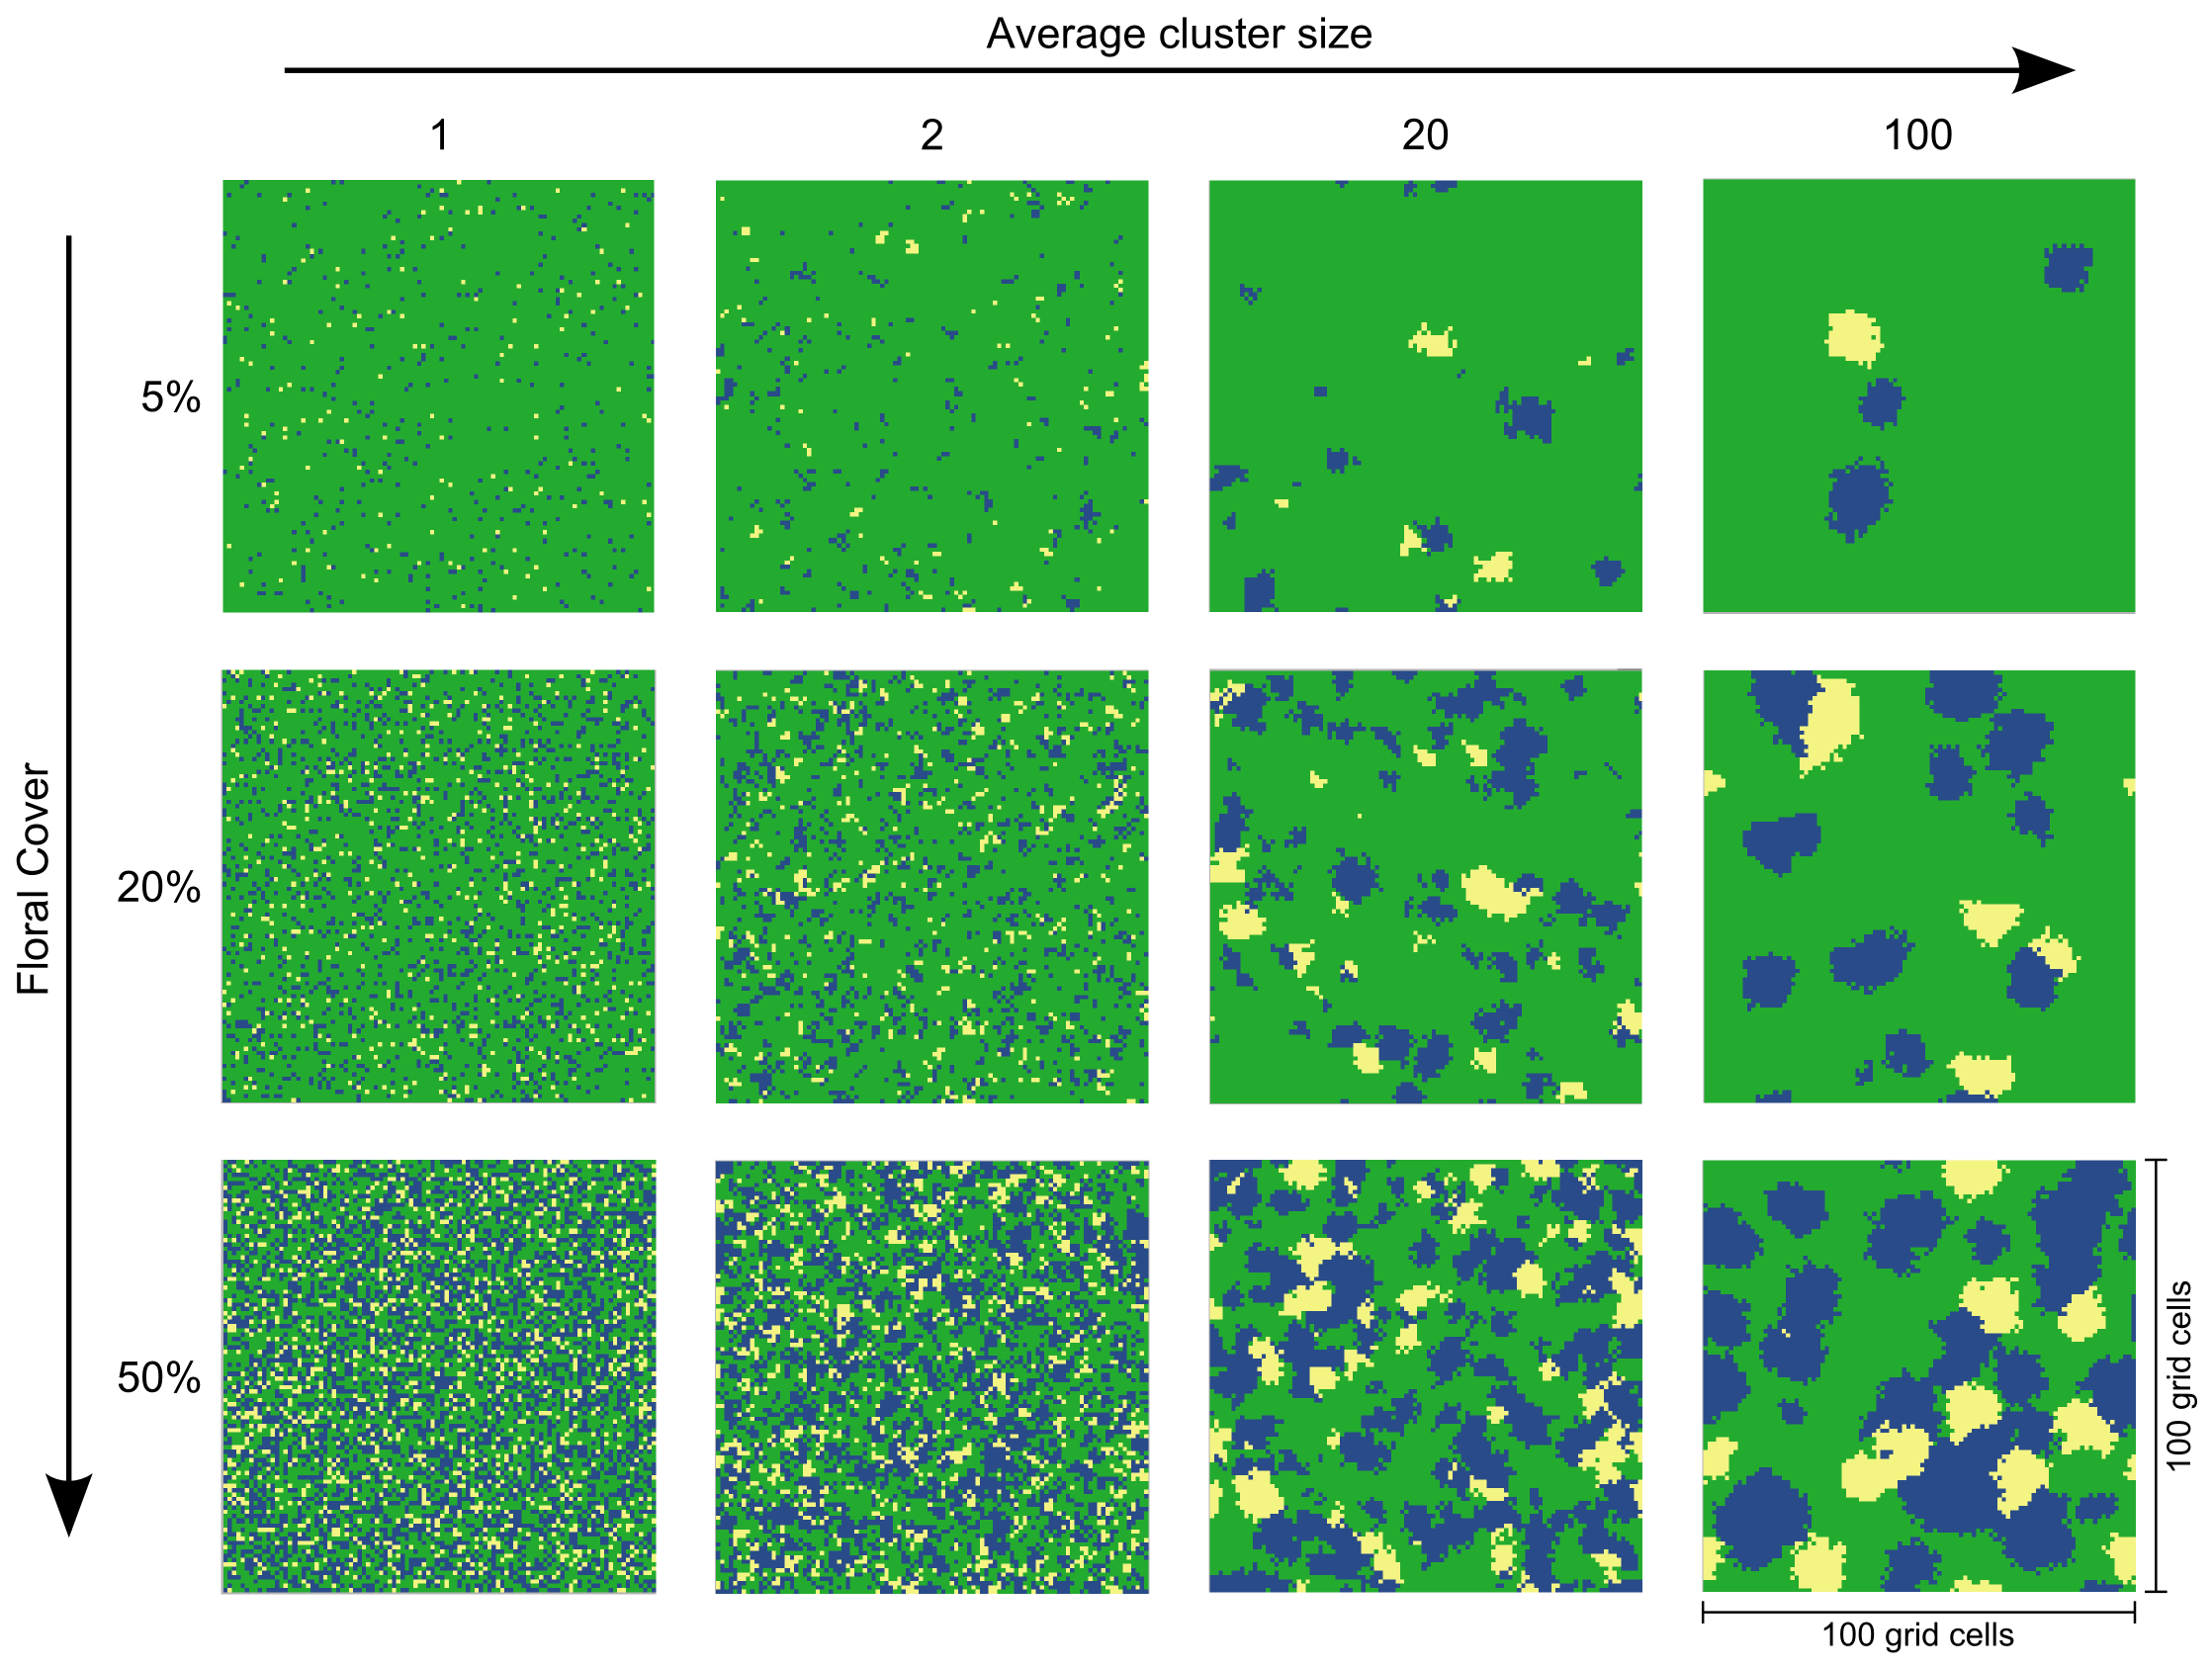 Average cluster size
1 2 20 100
5%
20%
50%
Floral Cover
100 grid cells
100 grid cells